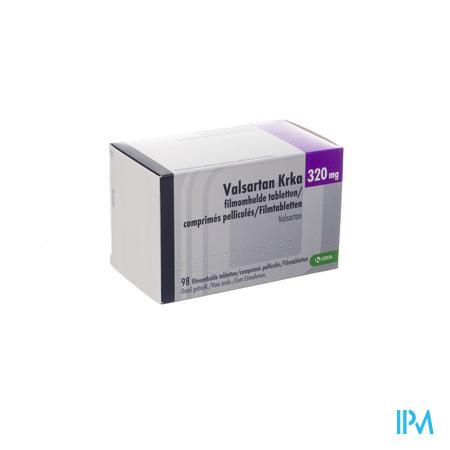 Valsartan Krka 320 mg
filmomhulde tabletten/
comprimés pelliculés/Filmtabletten
Valsartan
KRKA
98 filmomhulde tabletten/comprimés pelliculés/Filmtabletten
Oraal gebruik./Voie orale./Zum Einnehmen.
IPM